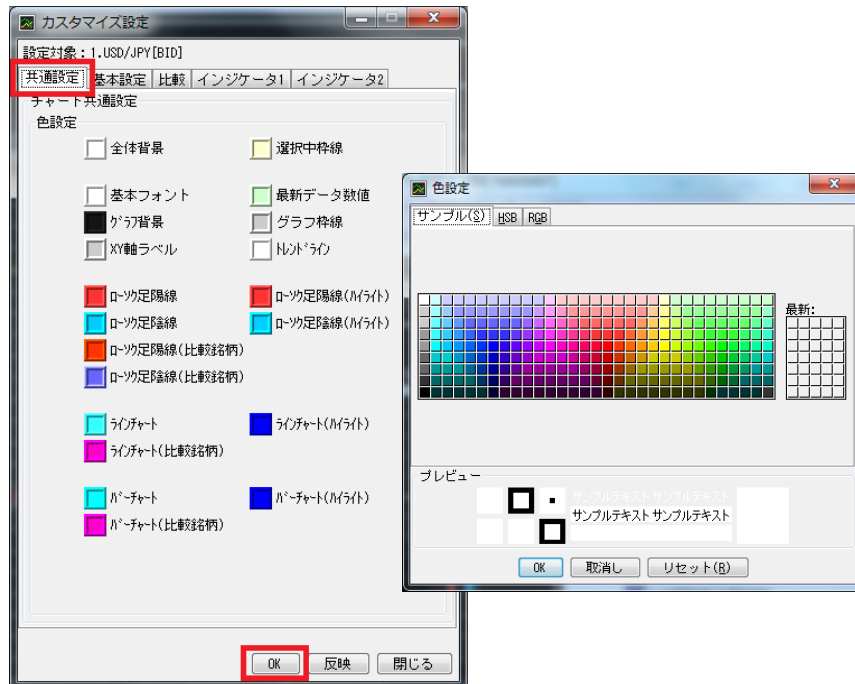 カスタマイズ設定
設定対象：1.USD/JPY[BID]
共通設定 基本設定 比較 インジケータ1 インジケータ2
チャート共通設定
色設定
全体背景 選択中枠線
基本フォント 最新データ数値
ｸﾞﾗﾌ背景 グラフ枠線
XY軸ラベル ﾄﾚﾝﾄﾞﾗｲﾝ
ﾛｰｿｸ足陽線 ﾛｰｿｸ足陽線(ﾊｲﾗｲﾄ)
ﾛｰｿｸ足陰線 ﾛｰｿｸ足陰線(ﾊｲﾗｲﾄ)
ﾛｰｿｸ足陽線(比較銘柄)
ﾛｰｿｸ足陰線(比較銘柄)
ﾗｲﾝﾁｬｰﾄ ﾗｲﾝﾁｬｰﾄ(ﾊｲﾗｲﾄ)
ﾗｲﾝﾁｬｰﾄ(比較銘柄)
ﾊﾞｰﾁｬｰﾄ ﾊﾞｰﾁｬｰﾄ(ﾊｲﾗｲﾄ)
ﾊﾞｰﾁｬｰﾄ(比較銘柄)
OK 反映 閉じる
色設定
サンプル(S) HSB RGB
最新:
プレビュー
サンプルテキスト サンプルテキスト
サンプルテキスト サンプルテキスト
OK 取消し リセット(R)